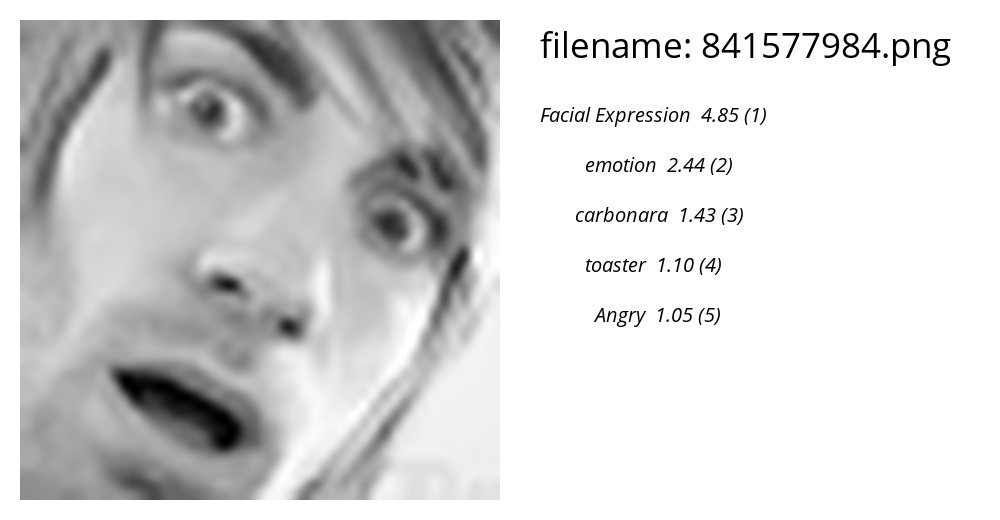 filename: 841577984.png
Facial Expression 4.85 (1)
emotion 2.44 (2)
carbonara 1.43 (3)
toaster 1.10 (4)
Angry 1.05 (5)